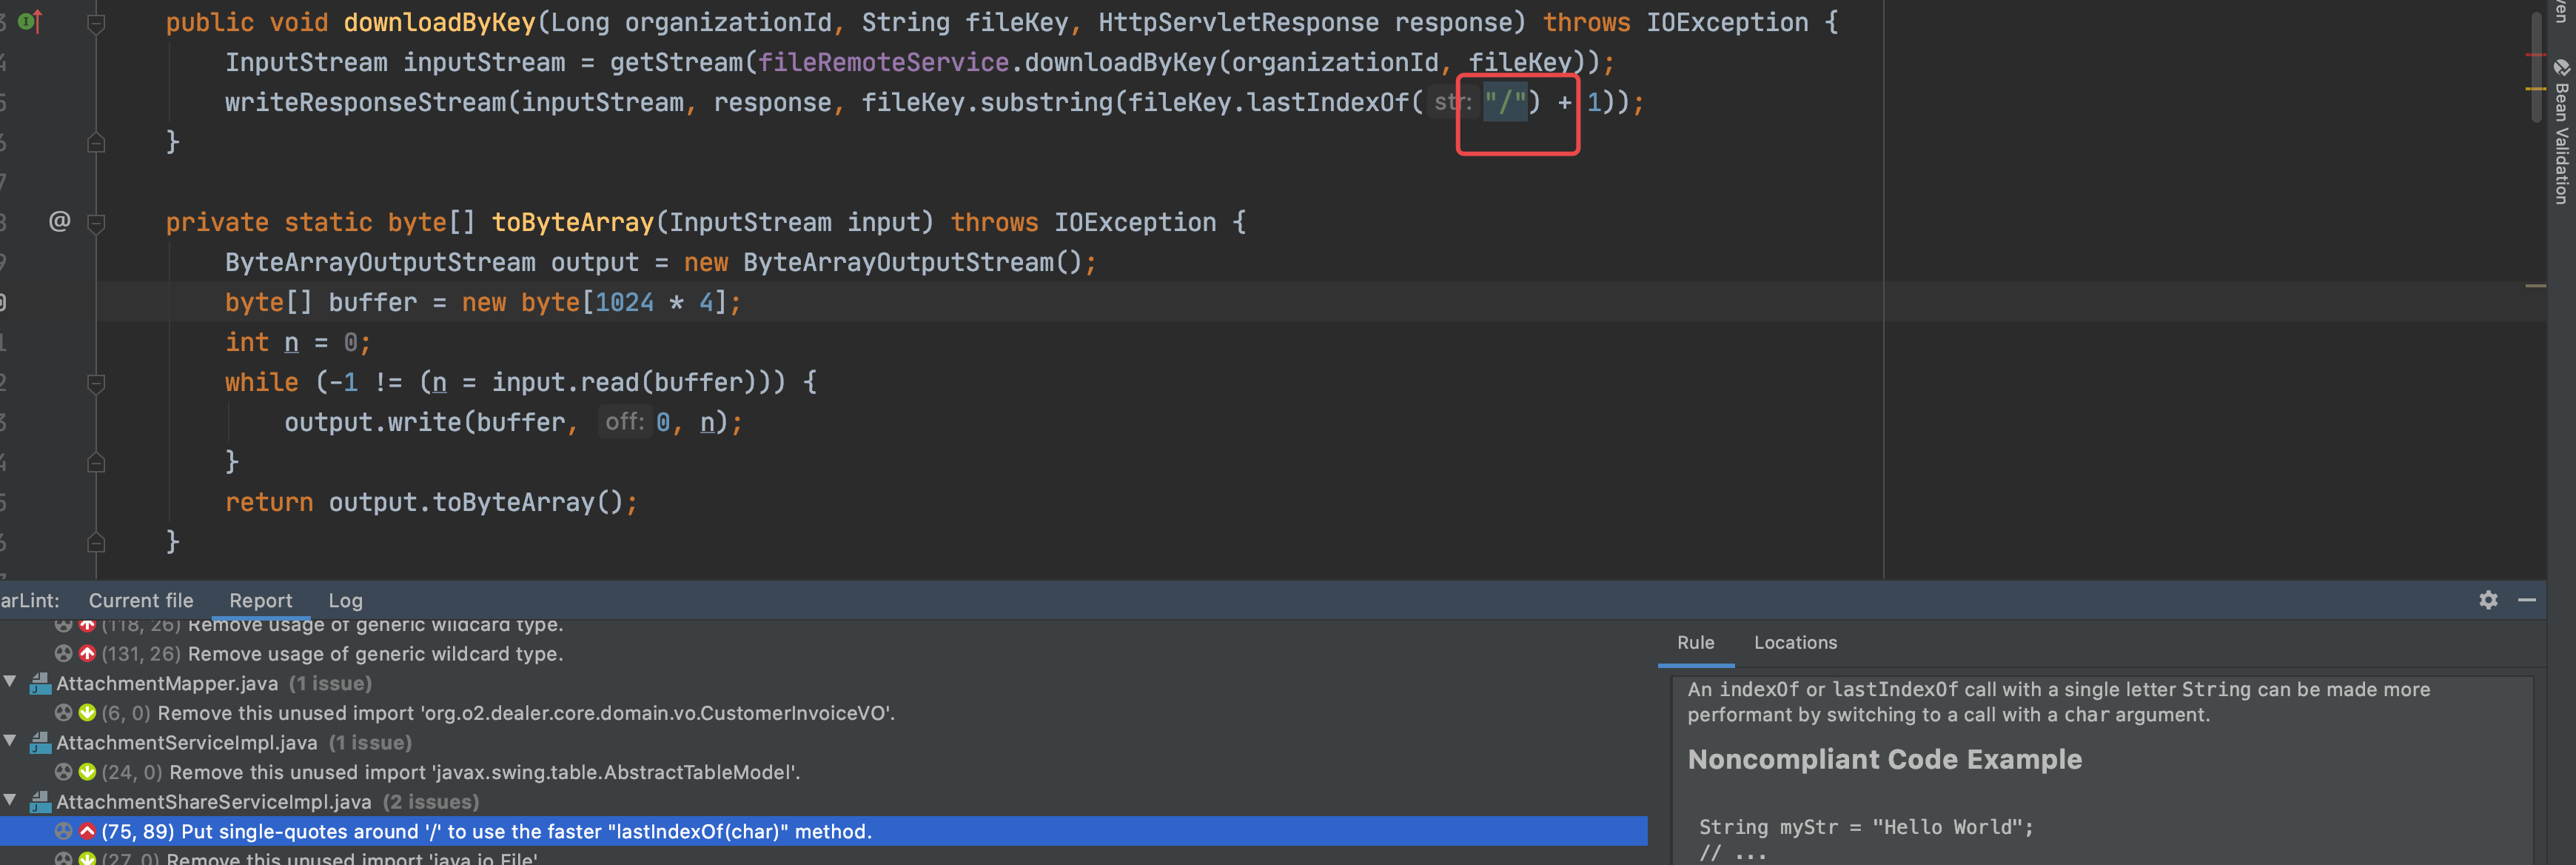 public void downloadByKey(Long organizationId, String fileKey, HttpServletResponse response) throws IOException {
InputStream inputStream = getStream(fileRemoteService.downloadByKey(organizationId, fileKey));
writeResponseStream(inputStream, response, fileKey.substring(fileKey.lastIndexOf( str: "/") + 1));
}
@ private static byte[] toByteArray(InputStream input) throws IOException {
ByteArrayOutputStream output = new ByteArrayOutputStream();
byte[] buffer = new byte[1024 * 4];
int n = 0;
while (-1 != (n = input.read(buffer))) {
output.write(buffer, off: 0, n);
}
return output.toByteArray();
}
Bean Validation
arLint: Current file Report Log
(118, 26) Remove usage of generic wildcard type.
(131, 26) Remove usage of generic wildcard type.
AttachmentMapper.java (1 issue)
(6, 0) Remove this unused import 'org.o2.dealer.core.domain.vo.CustomerInvoiceVO'.
AttachmentServiceImpl.java (1 issue)
(24, 0) Remove this unused import 'javax.swing.table.AbstractTableModel'.
AttachmentShareServiceImpl.java (2 issues)
(75, 89) Put single-quotes around '/' to use the faster "lastIndexOf(char)" method.
(27, 0) Remove this unused import 'java.io.File'
Rule Locations
An indexOf or lastIndexOf call with a single letter String can be made more
performant by switching to a call with a char argument.
Noncompliant Code Example
String myStr = "Hello World";
// ...